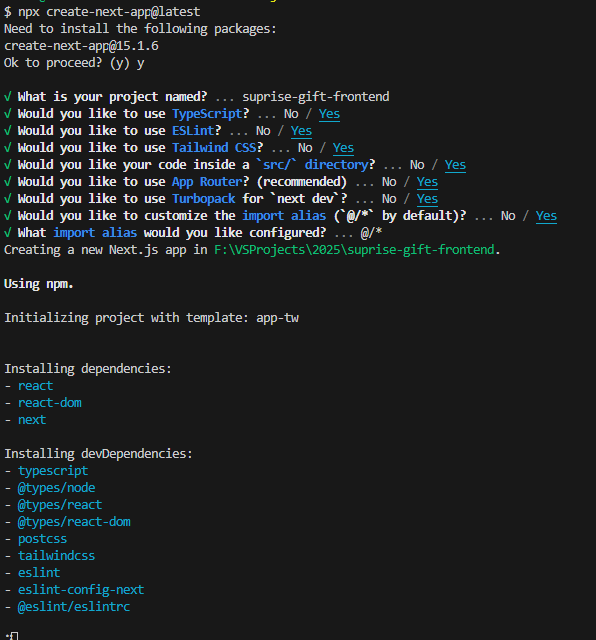 $ npx create-next-app@latest
Need to install the following packages:
create-next-app@15.1.6
Ok to proceed? (y) y
√ What is your project named? ... suprise-gift-frontend
√ Would you like to use TypeScript? ... No / Yes
√ Would you like to use ESLint? ... No / Yes
√ Would you like to use Tailwind CSS? ... No / Yes
√ Would you like your code inside a `src/` directory? ... No / Yes
√ Would you like to use App Router? (recommended) ... No / Yes
√ Would you like to use Turbopack for `next dev`? ... No / Yes
√ Would you like to customize the import alias (`@/*` by default)? ... No / Yes
√ What import alias would you like configured? ... @/*
Creating a new Next.js app in F:\VSProjects\2025\suprise-gift-frontend.
Using npm.
Initializing project with template: app-tw
Installing dependencies:
- react
- react-dom
- next
Installing devDependencies:
- typescript
- @types/node
- @types/react
- @types/react-dom
- postcss
- tailwindcss
- eslint
- eslint-config-next
- @eslint/eslintrc